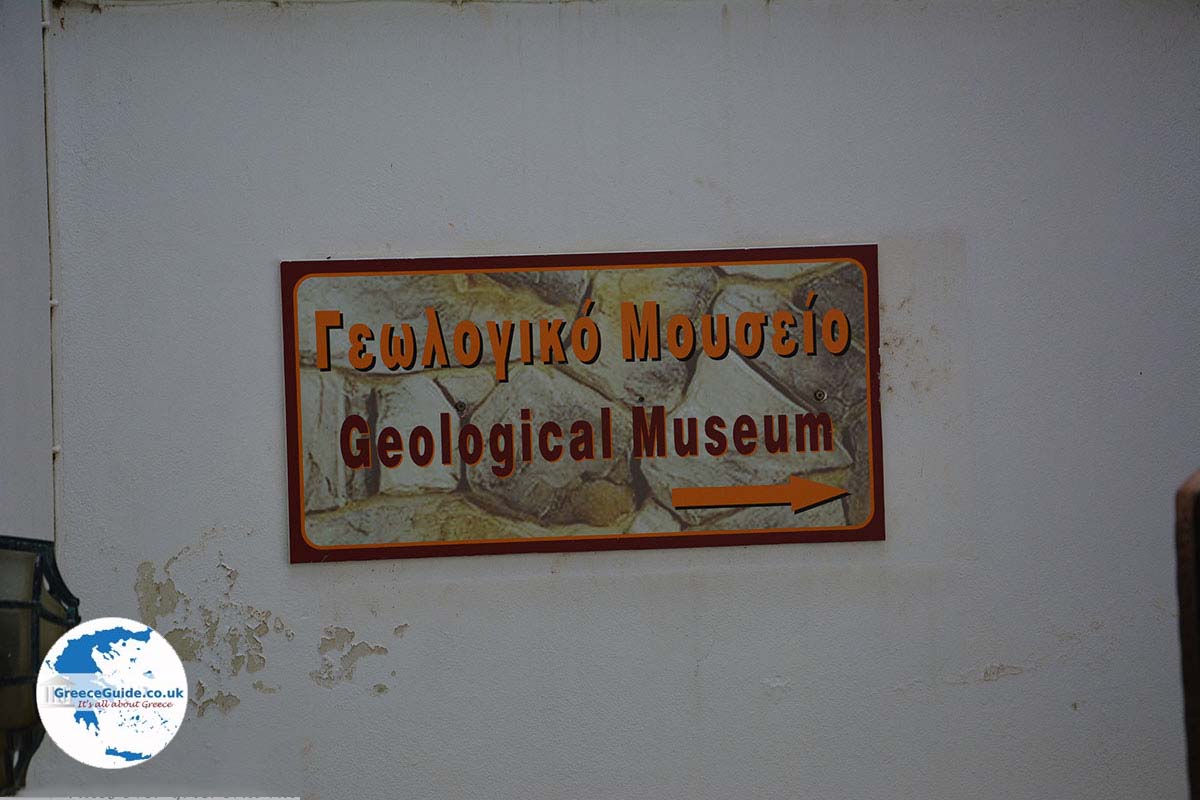 Γεωλογικό Μουσείο
Geological Museum
GreeceGuide.co.uk
It's all about Greece